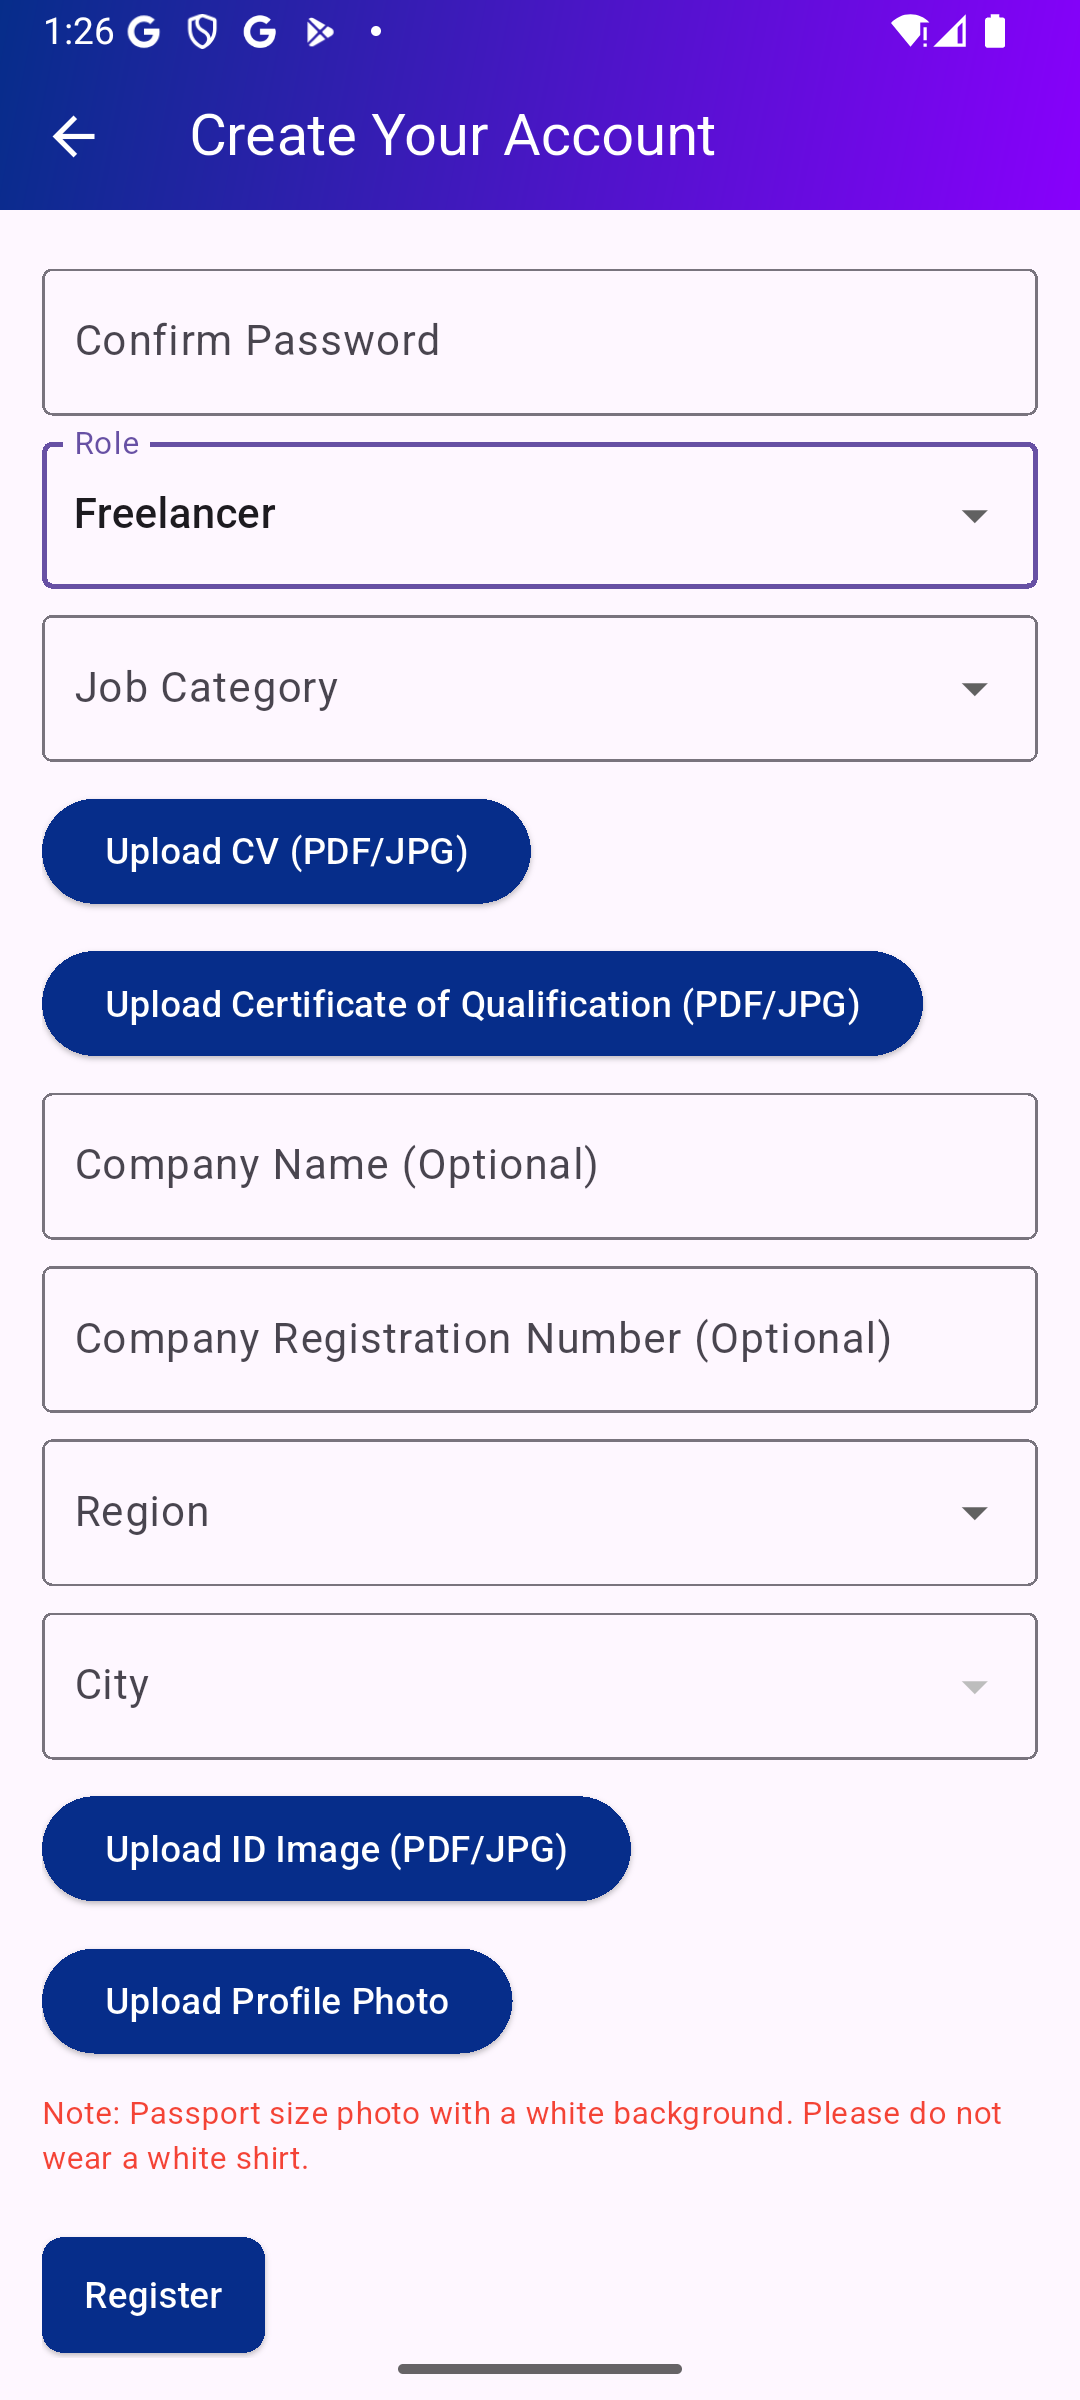 1:26
Create Your Account
Confirm Password
Role
Freelancer
Job Category
Upload CV (PDF/JPG)
Upload Certificate of Qualification (PDF/JPG)
Company Name (Optional)
Company Registration Number (Optional)
Region
City
Upload ID Image (PDF/JPG)
Upload Profile Photo
Note: Passport size photo with a white background. Please do not
wear a white shirt.
Register